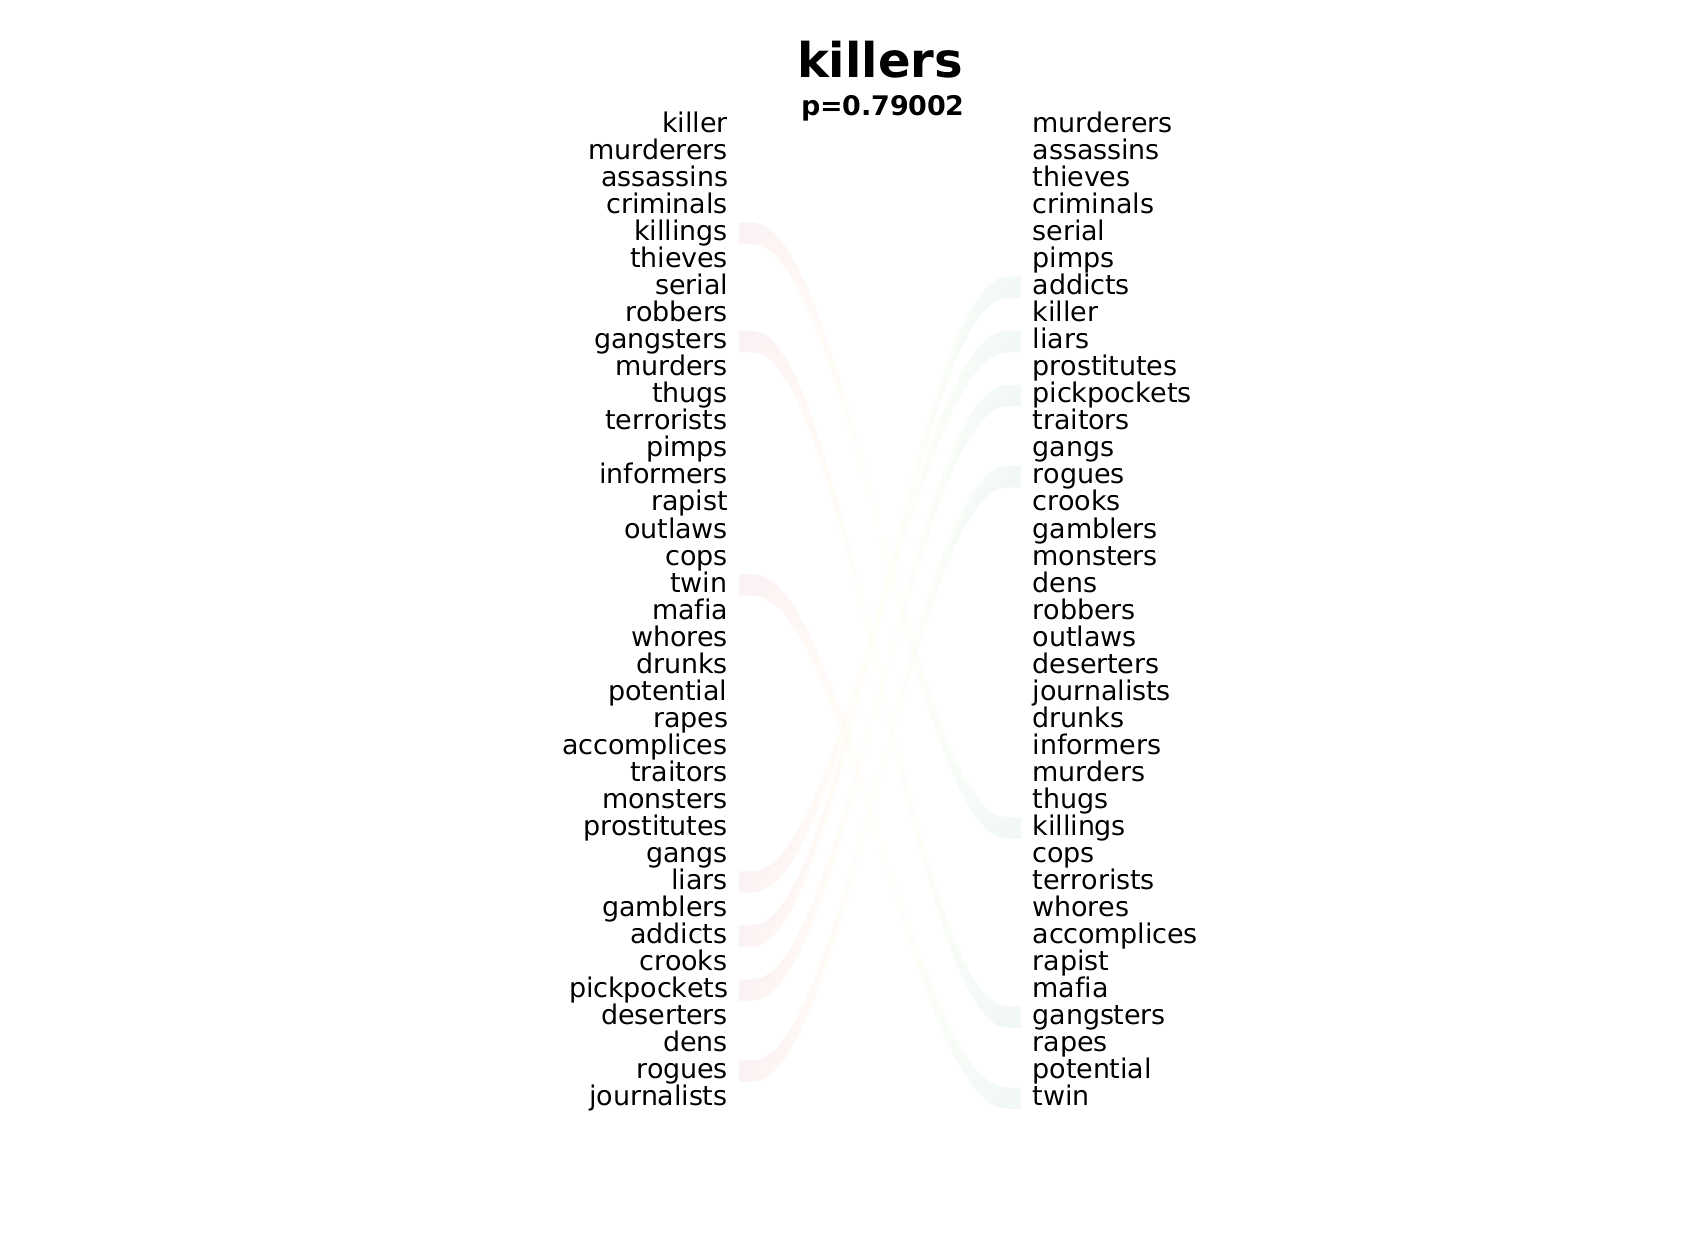 killers
p=0.79002
killer
murderers
assassins
criminals
killings
thieves
serial
robbers
gangsters
murders
thugs
terrorists
pimps
informers
rapist
outlaws
cops
twin
mafia
whores
drunks
potential
rapes
accomplices
traitors
monsters
prostitutes
gangs
liars
gamblers
addicts
crooks
pickpockets
deserters
dens
rogues
journalists
murderers
assassins
thieves
criminals
serial
pimps
addicts
killer
liars
prostitutes
pickpockets
traitors
gangs
rogues
crooks
gamblers
monsters
dens
robbers
outlaws
deserters
journalists
drunks
informers
murders
thugs
killings
cops
terrorists
whores
accomplices
rapist
mafia
gangsters
rapes
potential
twin